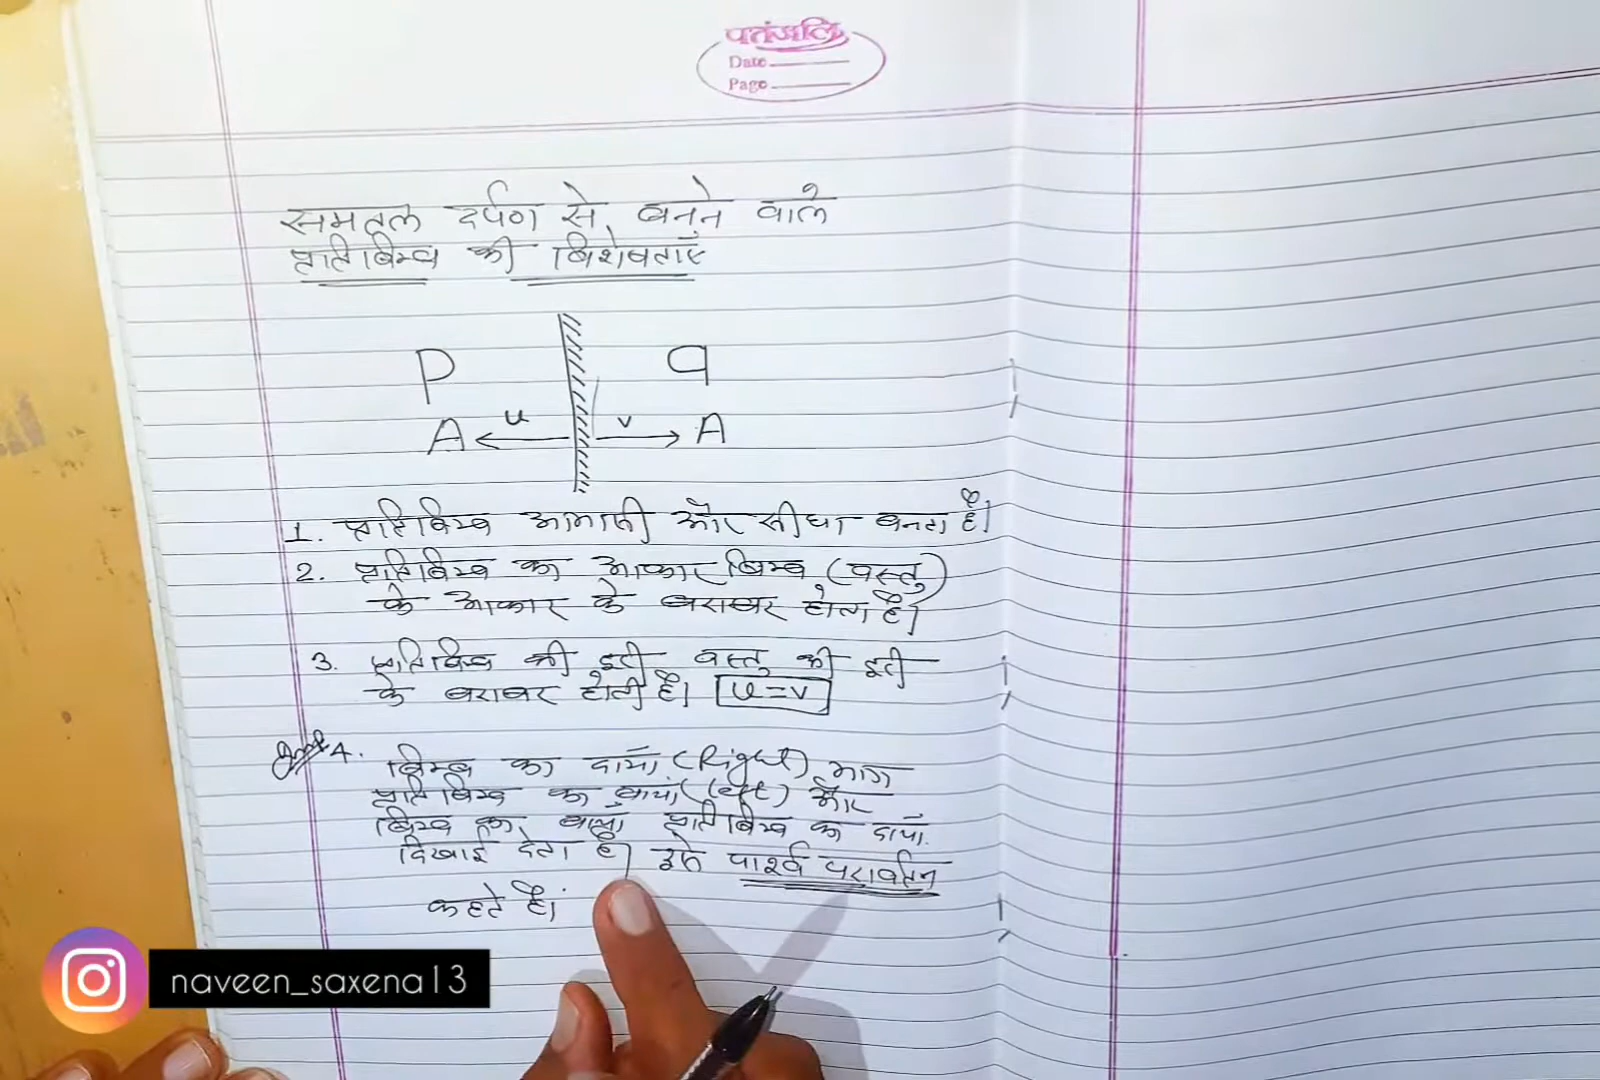 पतंजलि
Date
Page
समतल दर्पण से बनने वाले
प्रतिबिम्ब की विशेषताएँ
P q
A u v A
1. प्रतिबिम्ब आभासी और सीधा बनता है।
2. प्रतिबिम्ब का आकार बिम्ब (वस्तु)
के आकार के बराबर होता है।
3. प्रतिबिम्ब की दूरी वस्तु की दूरी
के बराबर होती है। u=v
4. बिम्ब का दायाँ (Right) भाग
प्रतिबिम्ब का बायां (left) और
बिम्ब का बायाँ प्रतिबिम्ब का दायाँ
दिखाई देता है। इसे पार्श्व परावर्तन
कहते हैं।
naveen_saxena13